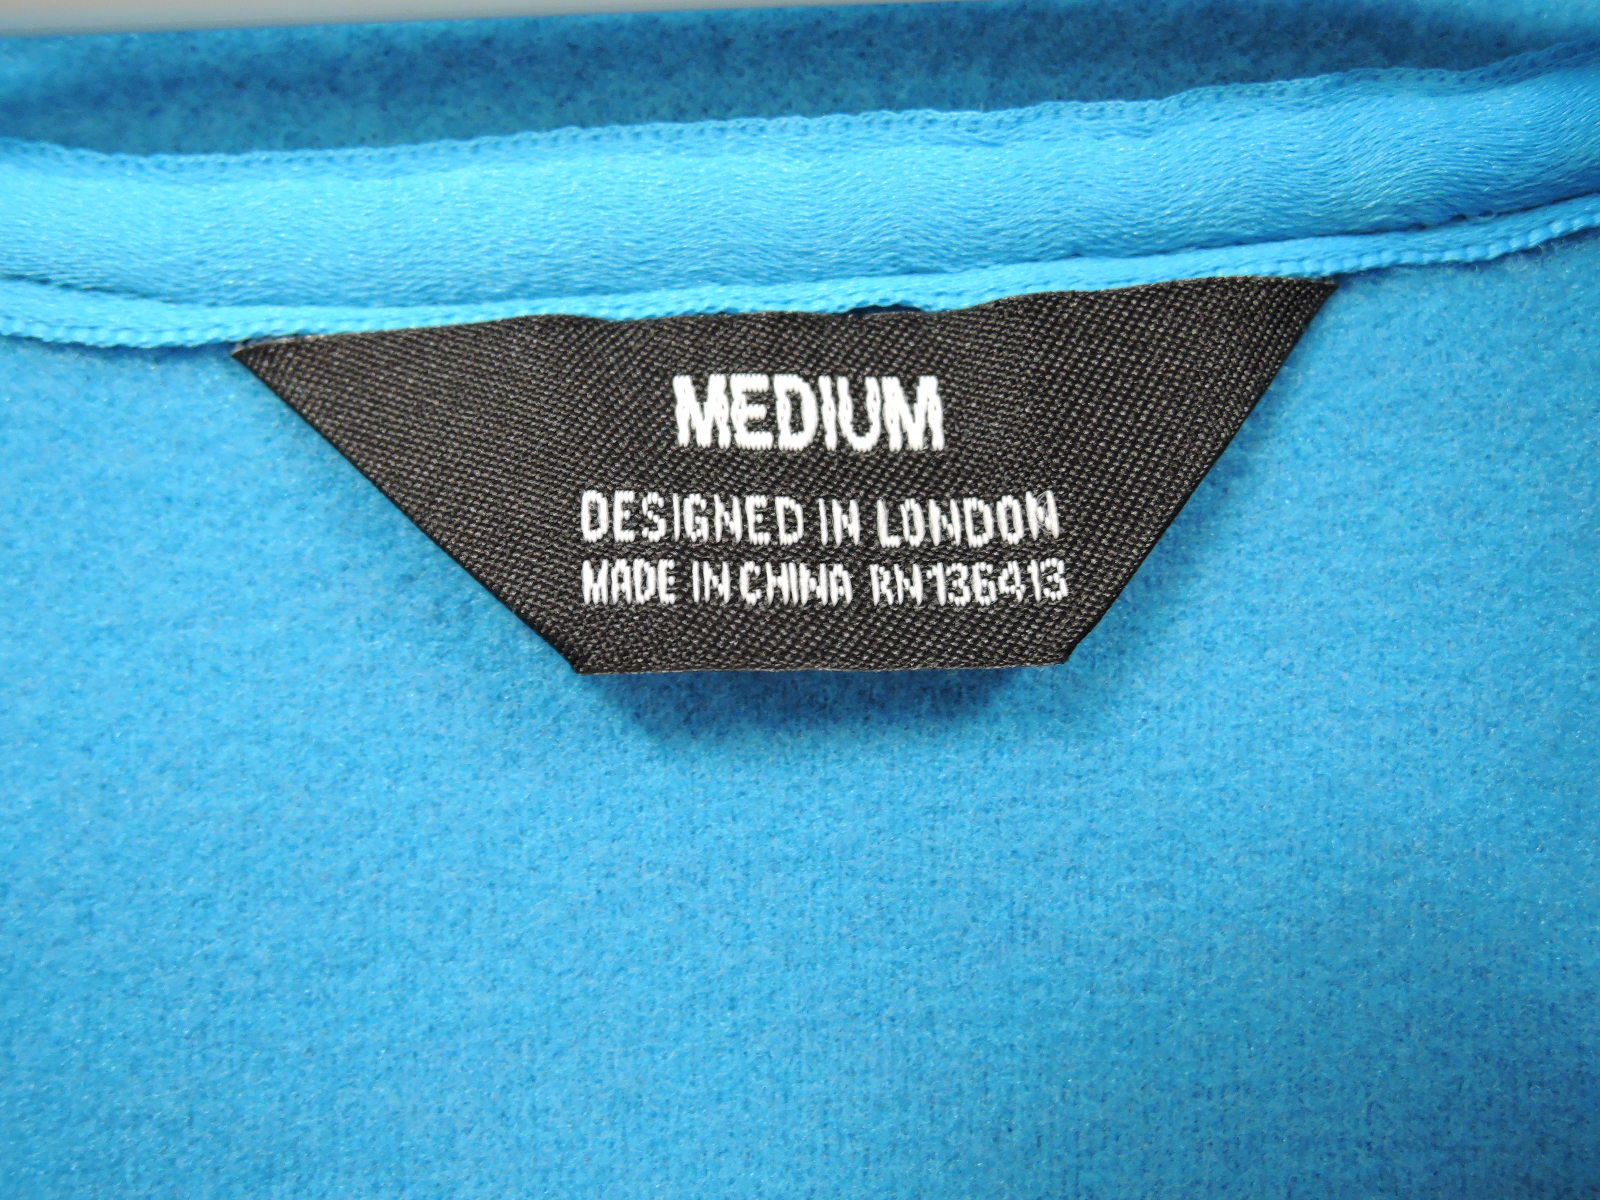 MEDIUM
DESIGNED IN LONDON
MADE IN CHINA RN136413